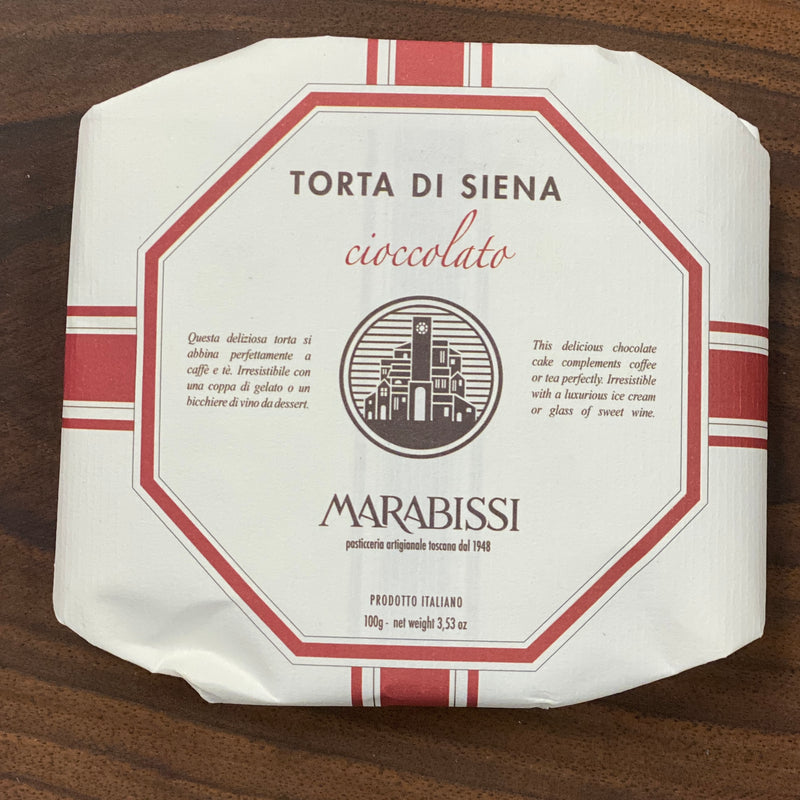 TORTA DI SIENA
cioccolato
Questa deliziosa torta si
abbina perfettamente a
caffè e tè. Irresistibile con
una coppa di gelato o un
bicchiere di vino da dessert.
This delicious chocolate
cake complements coffee
or tea perfectly. Irresistible
with a luxurious ice cream
or glass of sweet wine.
MARABISSI
pasticceria artigianale toscana dal 1948
PRODOTTO ITALIANO
100g - net weight 3,53 oz